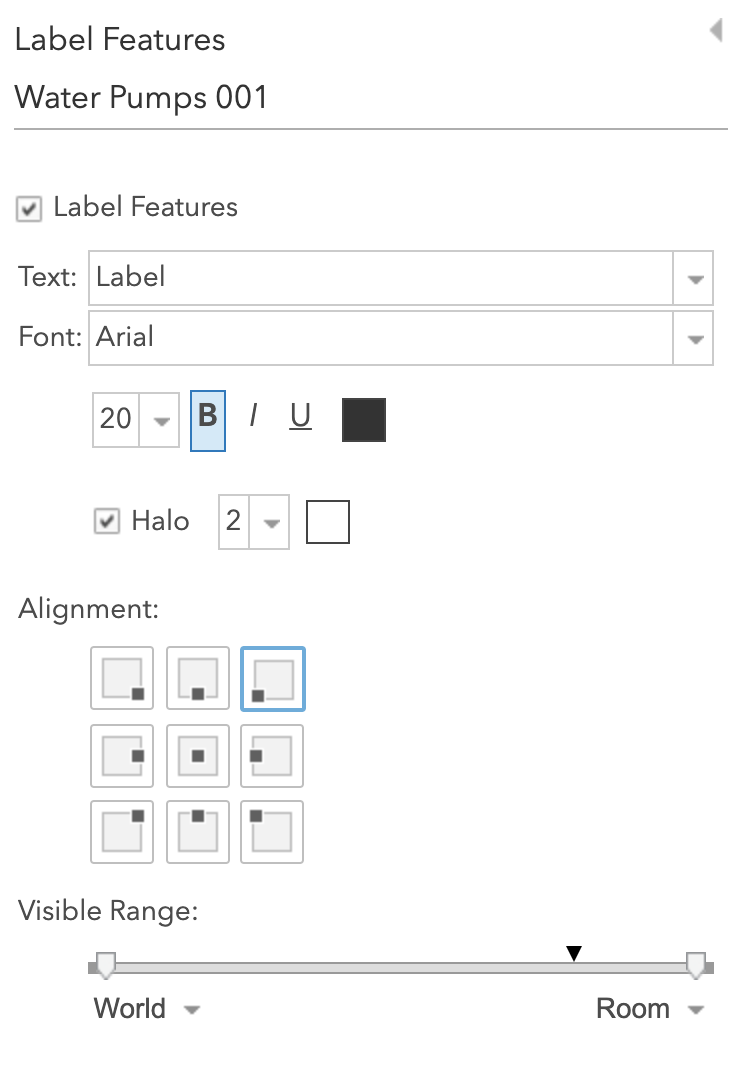 Label Features
Water Pumps 001
Label Features
Text: Label
Font: Arial
20 B I U
Halo 2
Alignment:
Visible Range:
World Room